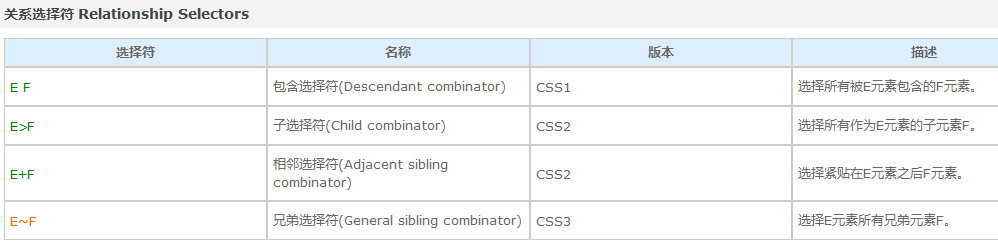 关系选择符 Relationship Selectors
选择符 名称 版本 描述
E F 包含选择符(Descendant combinator) CSS1 选择所有被E元素包含的F元素。
E>F 子选择符(Child combinator) CSS2 选择所有作为E元素的子元素F。
E+F 相邻选择符(Adjacent sibling
combinator) CSS2 选择紧贴在E元素之后F元素。
E~F 兄弟选择符(General sibling combinator) CSS3 选择E元素所有兄弟元素F。